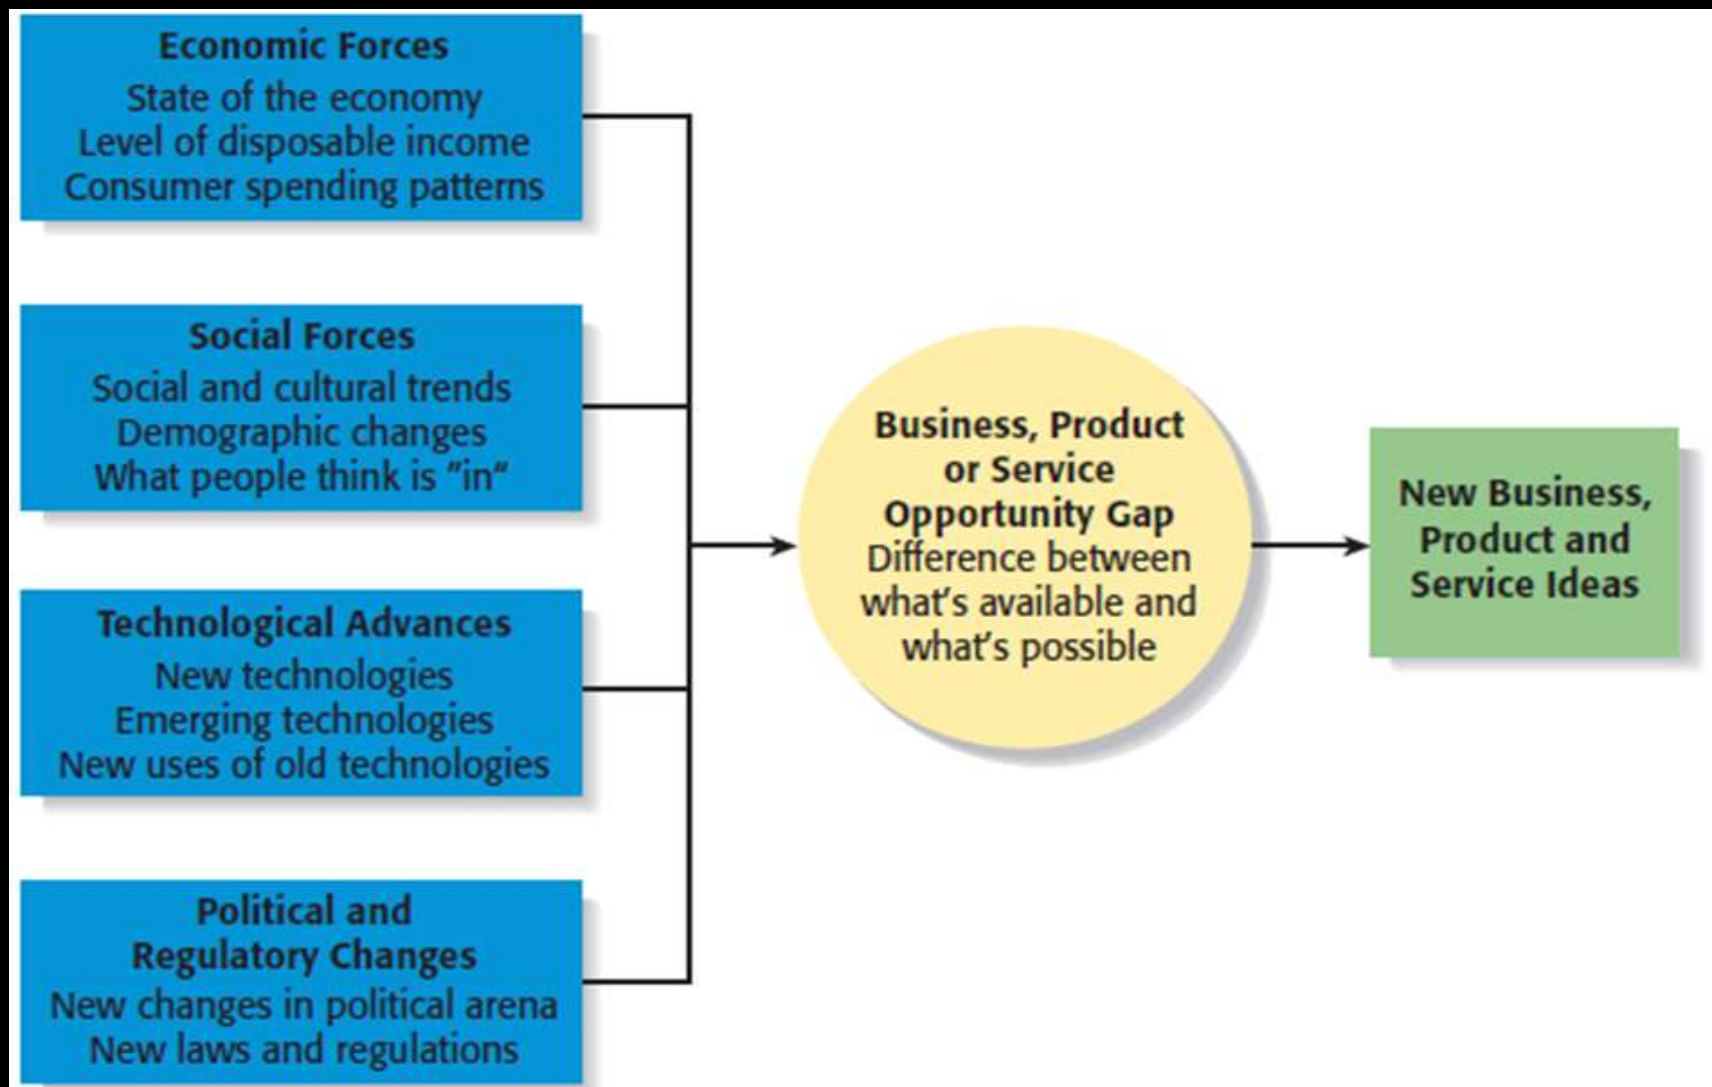 Economic Forces
State of the economy
Level of disposable income
Consumer spending patterns
Social Forces
Social and cultural trends
Demographic changes
What people think is "in"
Technological Advances
New technologies
Emerging technologies
New uses of old technologies
Political and
Regulatory Changes
New changes in political arena
New laws and regulations
Business, Product
or Service
Opportunity Gap
Difference between
what's available and
what's possible
New Business,
Product and
Service Ideas